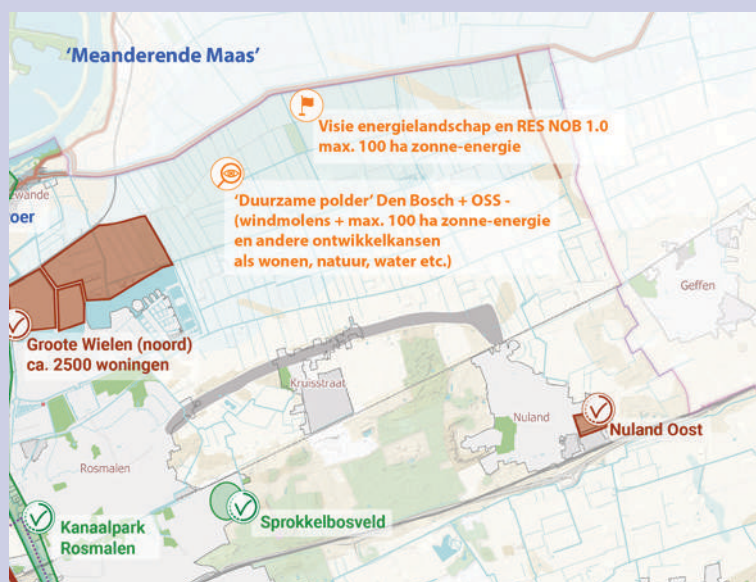 'Meanderende Maas'
Visie energielandschap en RES NOB 1.0
max. 100 ha zonne-energie
'Duurzame polder' Den Bosch + OSS -
(windmolens + max. 100 ha zonne-energie
en andere ontwikkelkansen
als wonen, natuur, water etc.)
ewande
oer
Geffen
Groote Wielen (noord)
ca. 2500 woningen
Kruisstraat
Nuland
Nuland Oost
Rosmalen
Sprokkelbosveld
Kanaalpark
Rosmalen